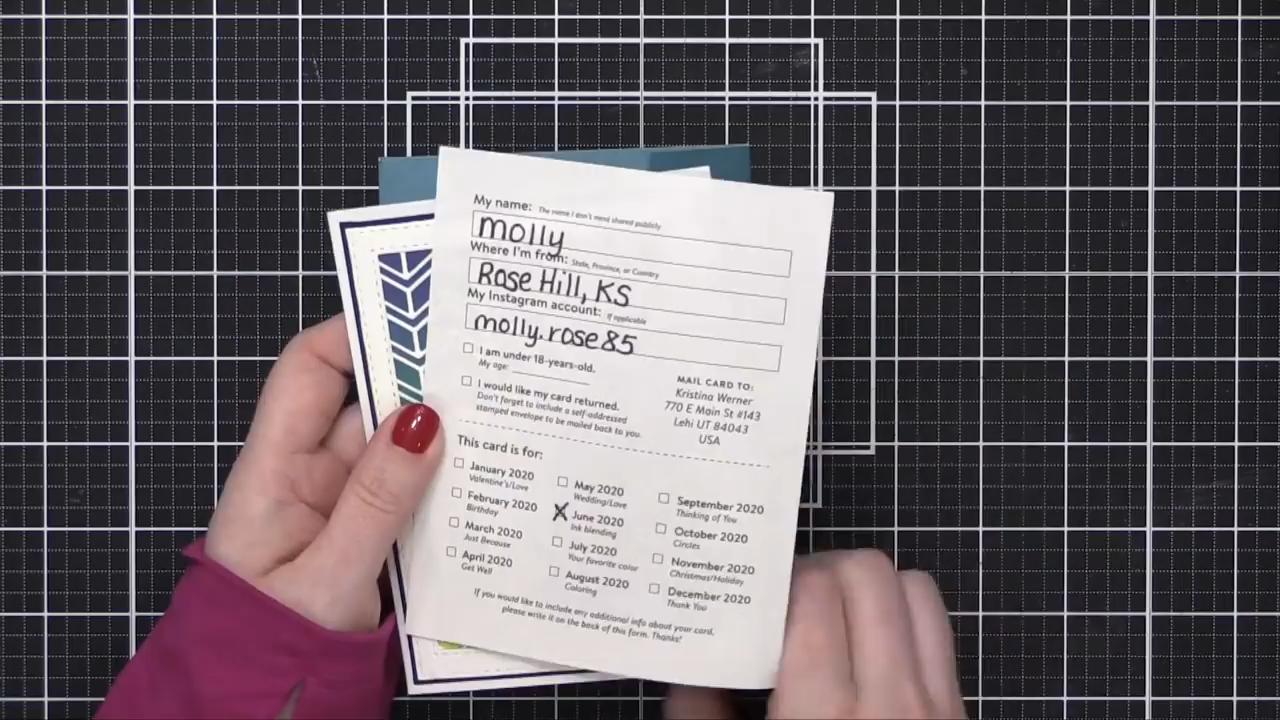 My name: The name I don't mind shared publicly
molly
Where I'm from: State, Province, or Country
Rose Hill, KS
My Instagram account: If applicable
molly.rose85
I am under 18-years-old.
My age:
I would like my card returned.
Don't forget to include a self-addressed
stamped envelope to be mailed back to you.
MAIL CARD TO:
Kristina Werner
770 E Main St #143
Lehi UT 84043
USA
This card is for:
January 2020
Valentine's/Love
February 2020
Birthday
March 2020
Just Because
April 2020
Get Well
May 2020
Wedding/Love
X June 2020
Ink blending
July 2020
Your favorite color
August 2020
Coloring
September 2020
Thinking of You
October 2020
Circles
November 2020
Christmas/Holiday
December 2020
Thank You
If you would like to include any additional info about your card,
please write it on the back of this form. Thanks!